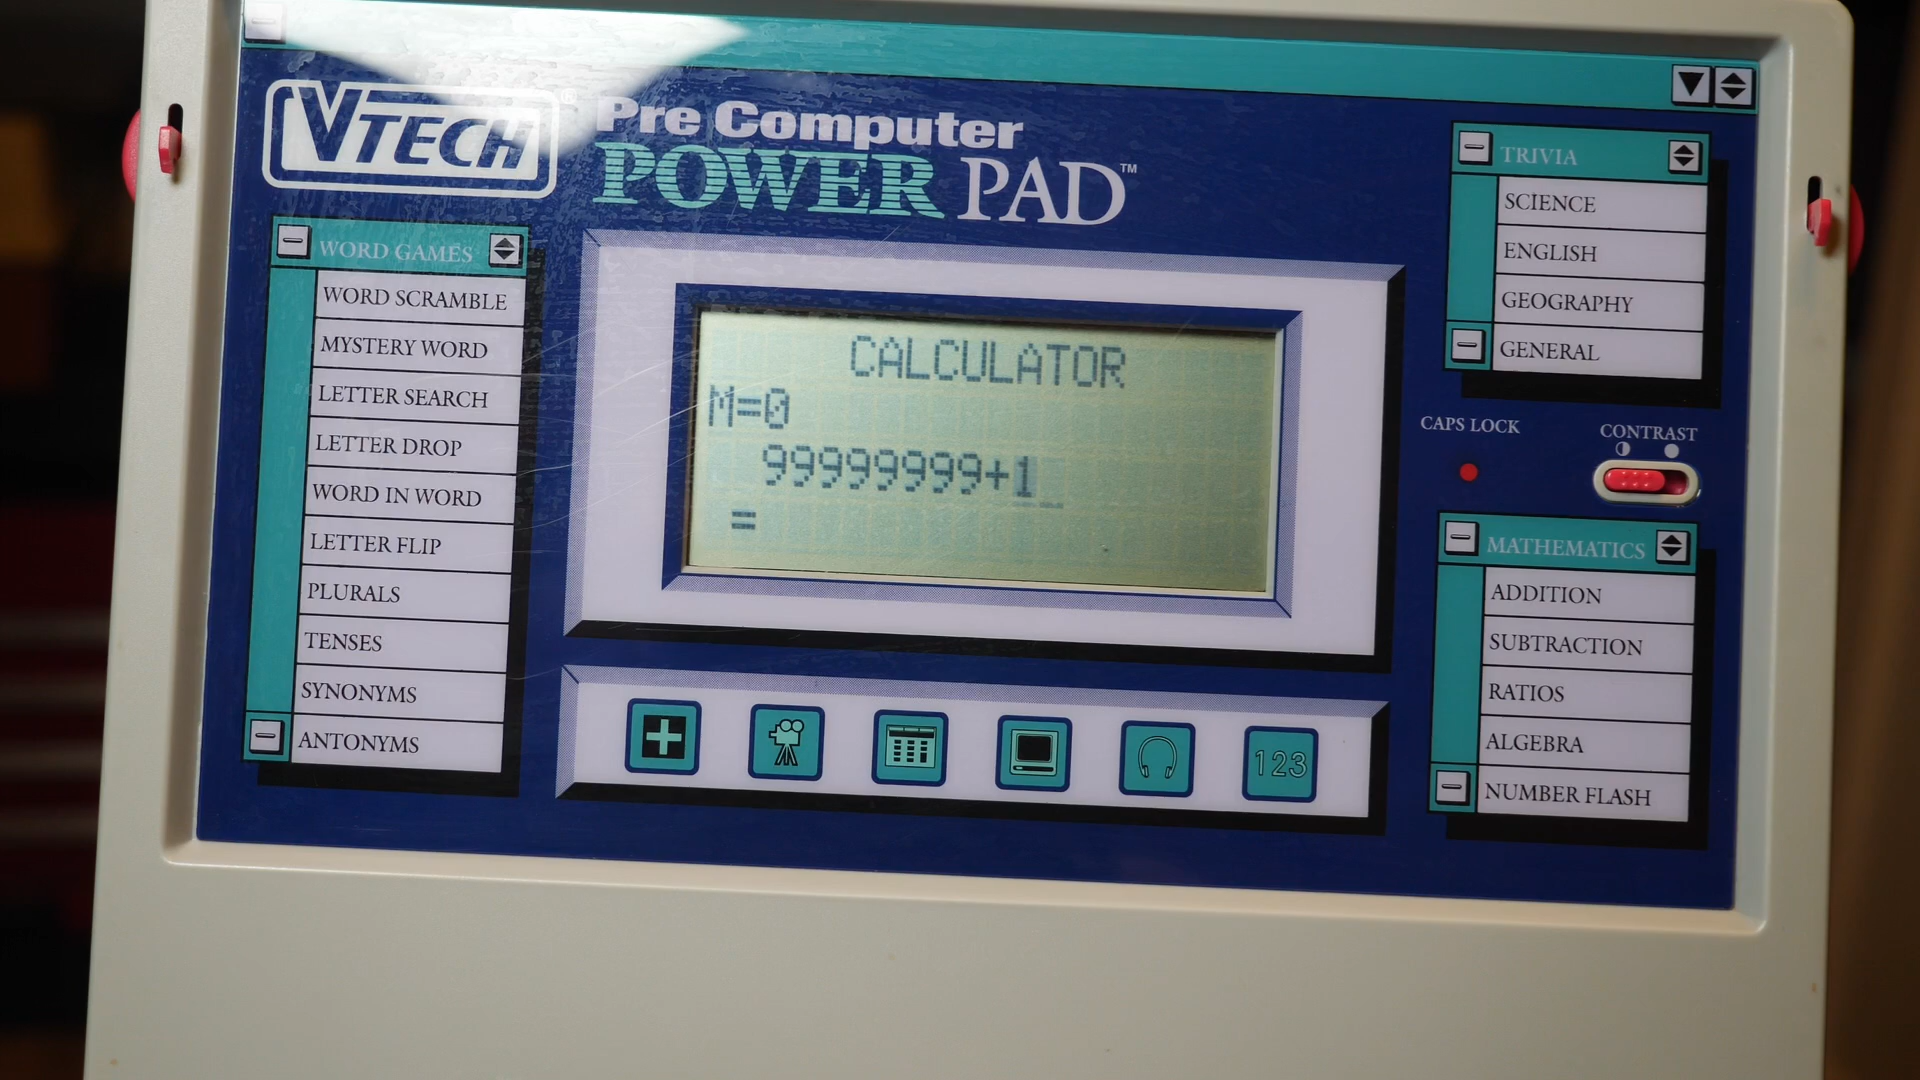 VTECH®
Pre Computer
POWER PAD™
WORD GAMES
WORD SCRAMBLE
MYSTERY WORD
LETTER SEARCH
LETTER DROP
WORD IN WORD
LETTER FLIP
PLURALS
TENSES
SYNONYMS
ANTONYMS
CALCULATOR
M=0
99999999+1_
=
123
TRIVIA
SCIENCE
ENGLISH
GEOGRAPHY
GENERAL
CAPS LOCK
CONTRAST
MATHEMATICS
ADDITION
SUBTRACTION
RATIOS
ALGEBRA
NUMBER FLASH